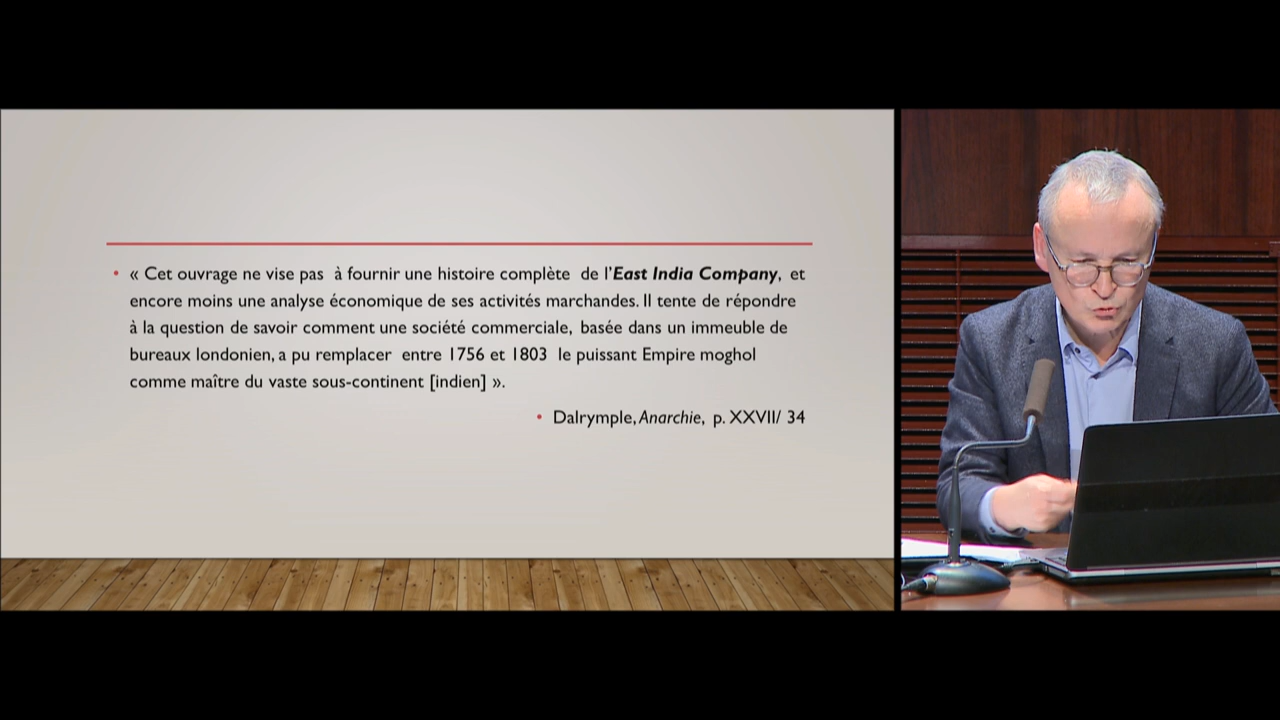 • « Cet ouvrage ne vise pas à fournir une histoire complète de l'East India Company, et
encore moins une analyse économique de ses activités marchandes. Il tente de répondre
à la question de savoir comment une société commerciale, basée dans un immeuble de
bureaux londonien, a pu remplacer entre 1756 et 1803 le puissant Empire moghol
comme maître du vaste sous-continent [indien] ».
• Dalrymple, Anarchie, p. XXVII/ 34